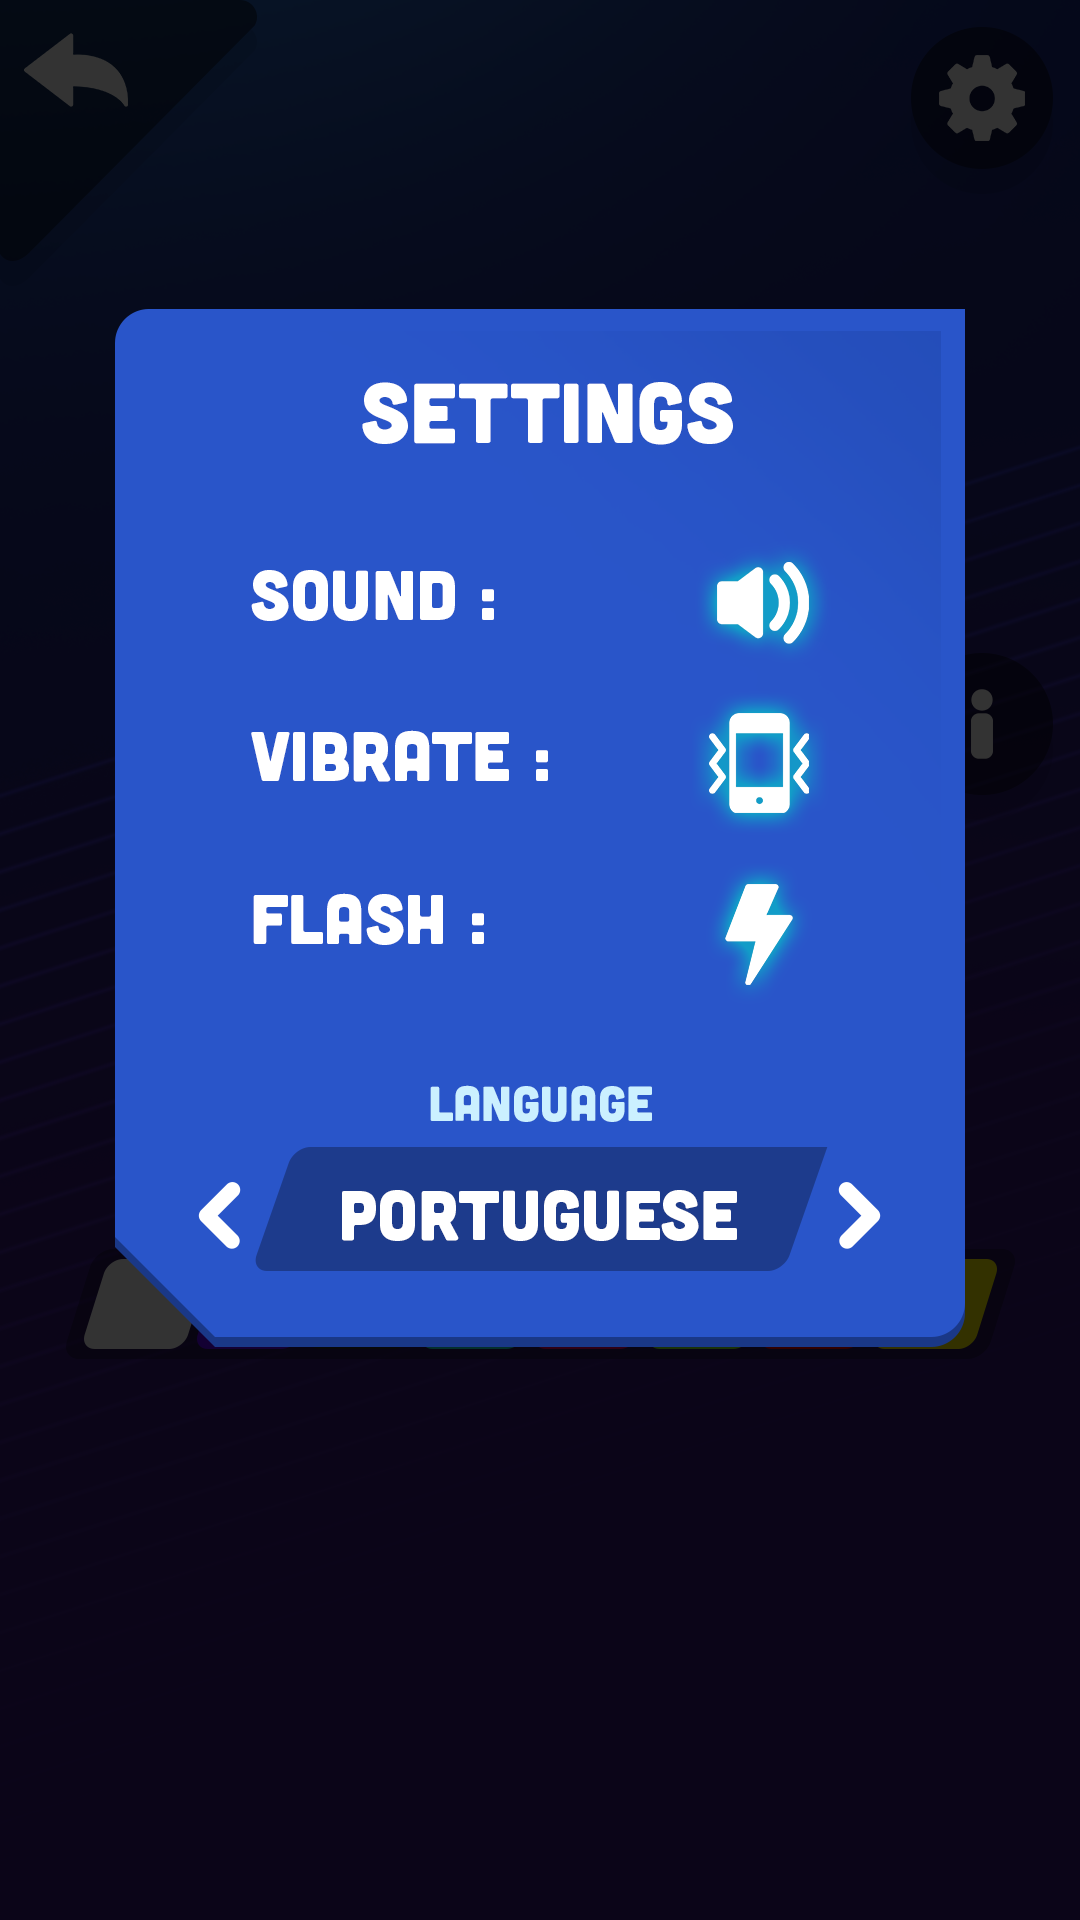 SETTINGS
SOUND :
VIBRATE :
FLASH :
LANGUAGE
PORTUGUESE